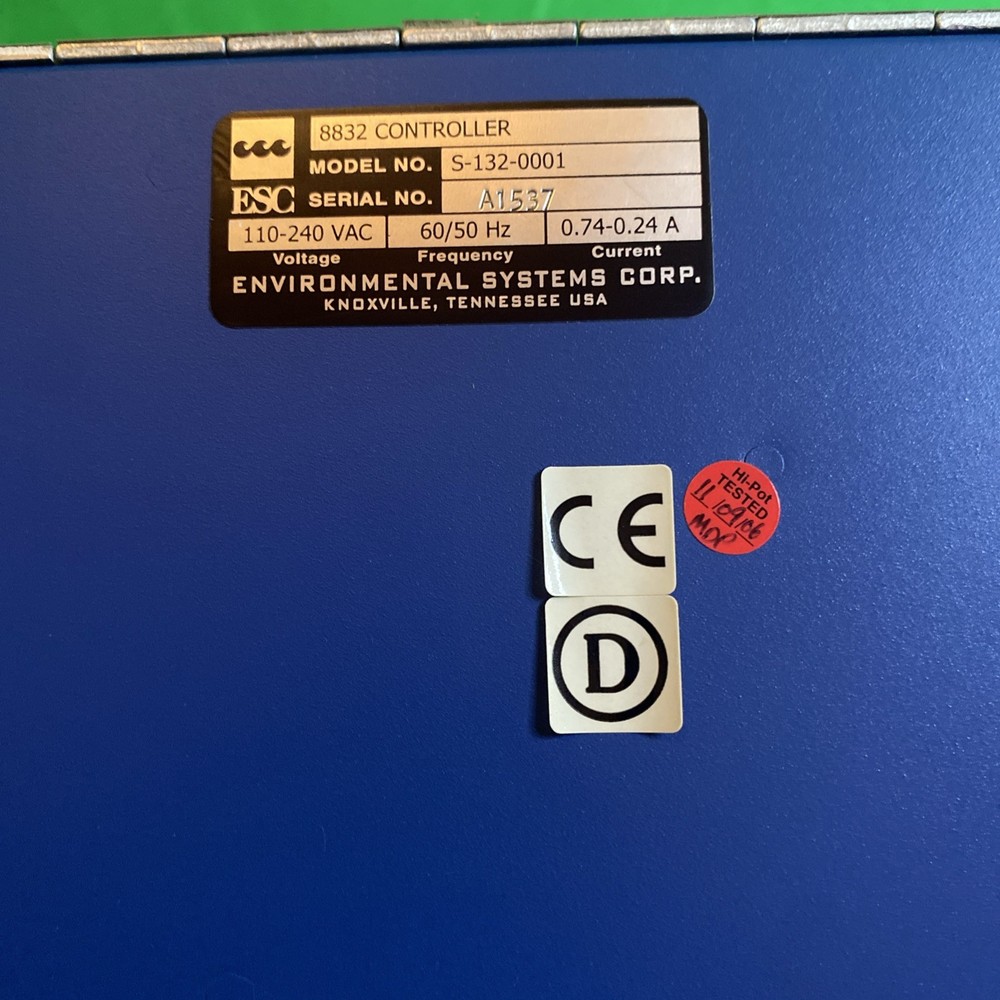 8832 CONTROLLER
MODEL NO. S-132-0001
ESC SERIAL NO. A1537
110-240 VAC 60/50 Hz 0.74-0.24 A
Voltage Frequency Current
ENVIRONMENTAL SYSTEMS CORP.
KNOXVILLE, TENNESSEE USA
CE
Hi-Pot
TESTED
11/09/06
MDP
D